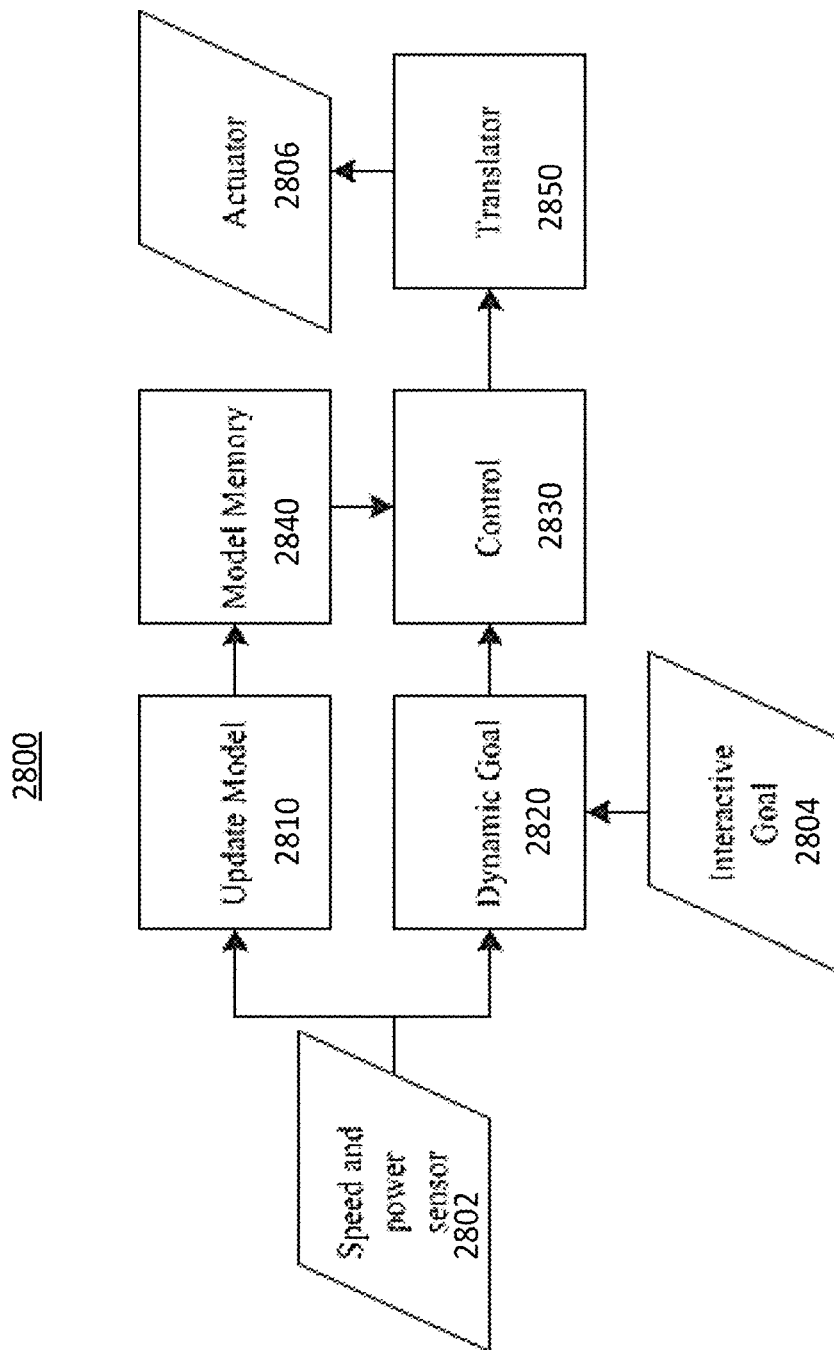 2800
Speed and
power
sensor
2802
Update Model
2810
Model Memory
2840
Actuator
2806
Dynamic Goal
2820
Control
2830
Translator
2850
Interactive
Goal
2804